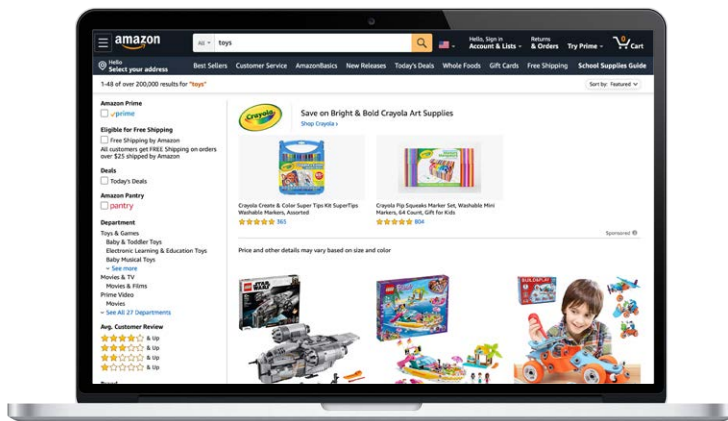 amazon
All
toys
Hello, Sign in
Account & Lists
Returns
& Orders
Try Prime
0
Cart
Hello
Select your address
Best Sellers
Customer Service
AmazonBasics
New Releases
Today's Deals
Whole Foods
Gift Cards
Free Shipping
School Supplies Guide
1-48 of over 200,000 results for "toys"
Sort by: Featured
Amazon Prime
prime
Eligible for Free Shipping
Free Shipping by Amazon
All customers get FREE Shipping on orders
over $25 shipped by Amazon
Deals
Today's Deals
Amazon Pantry
pantry
Department
Toys & Games
Baby & Toddler Toys
Electronic Learning & Education Toys
Baby Musical Toys
See more
Movies & TV
Movies & Films
Prime Video
Movies
See All 27 Departments
Avg. Customer Review
& Up
& Up
& Up
& Up
Crayola
Save on Bright & Bold Crayola Art Supplies
Shop Crayola ›
Crayola Create & Color Super Tips Kit SuperTips
Washable Markers, Assorted
365
Crayola Pip Squeaks Marker Set, Washable Mini
Markers, 64 Count, Gift for Kids
804
Sponsored
Price and other details may vary based on size and color
LEGO
STAR
WARS
LEGO
BUILD&PLAY